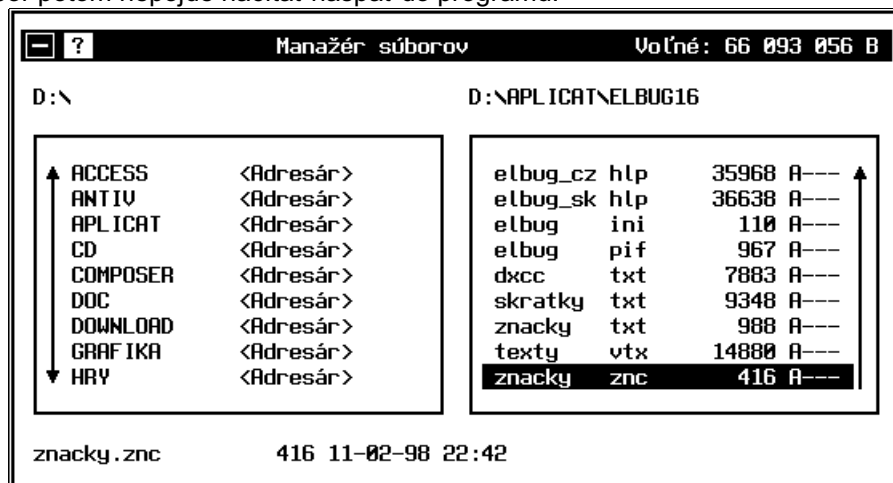 potom nepojde načítať naspäť do programu.
− ? Manažér súborov Voľné: 66 093 056 B
D:\ D:\APLICAT\ELBUG16
ACCESS <Adresár> elbug_cz hlp 35968 A---
ANTIV <Adresár> elbug_sk hlp 36638 A---
APLICAT <Adresár> elbug ini 110 A---
CD <Adresár> elbug pif 967 A---
COMPOSER <Adresár> dxcc txt 7883 A---
DOC <Adresár> skratky txt 9348 A---
DOWNLOAD <Adresár> znacky txt 988 A---
GRAFIKA <Adresár> texty vtx 14880 A---
HRY <Adresár> znacky znc 416 A---
znacky.znc 416 11-02-98 22:42